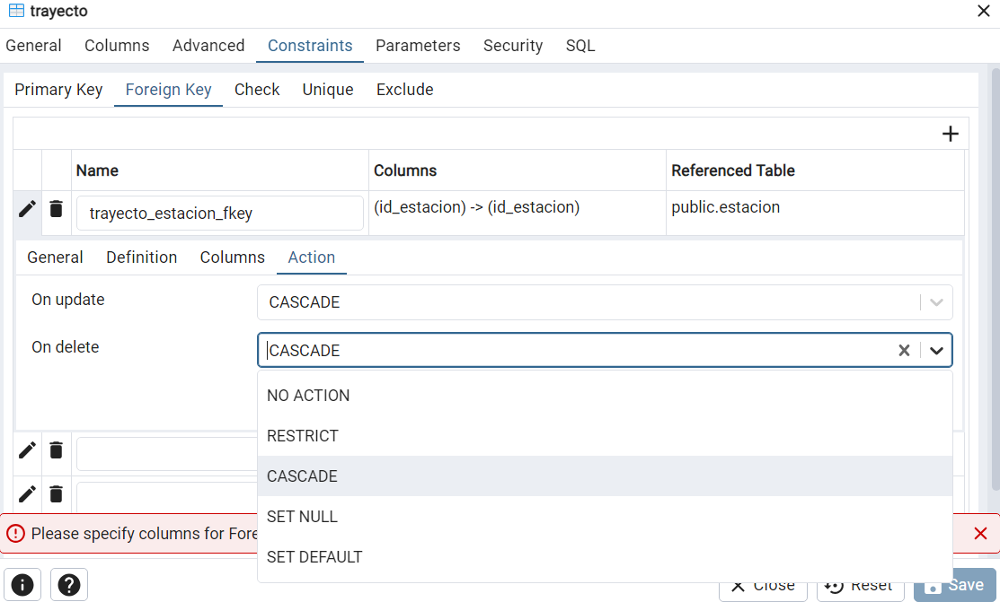 trayecto
General Columns Advanced Constraints Parameters Security SQL
Primary Key Foreign Key Check Unique Exclude
Name Columns Referenced Table
trayecto_estacion_fkey (id_estacion) -> (id_estacion) public.estacion
General Definition Columns Action
On update CASCADE
On delete CASCADE
NO ACTION
RESTRICT
CASCADE
SET NULL
SET DEFAULT
Please specify columns for Fore
Close Reset Save